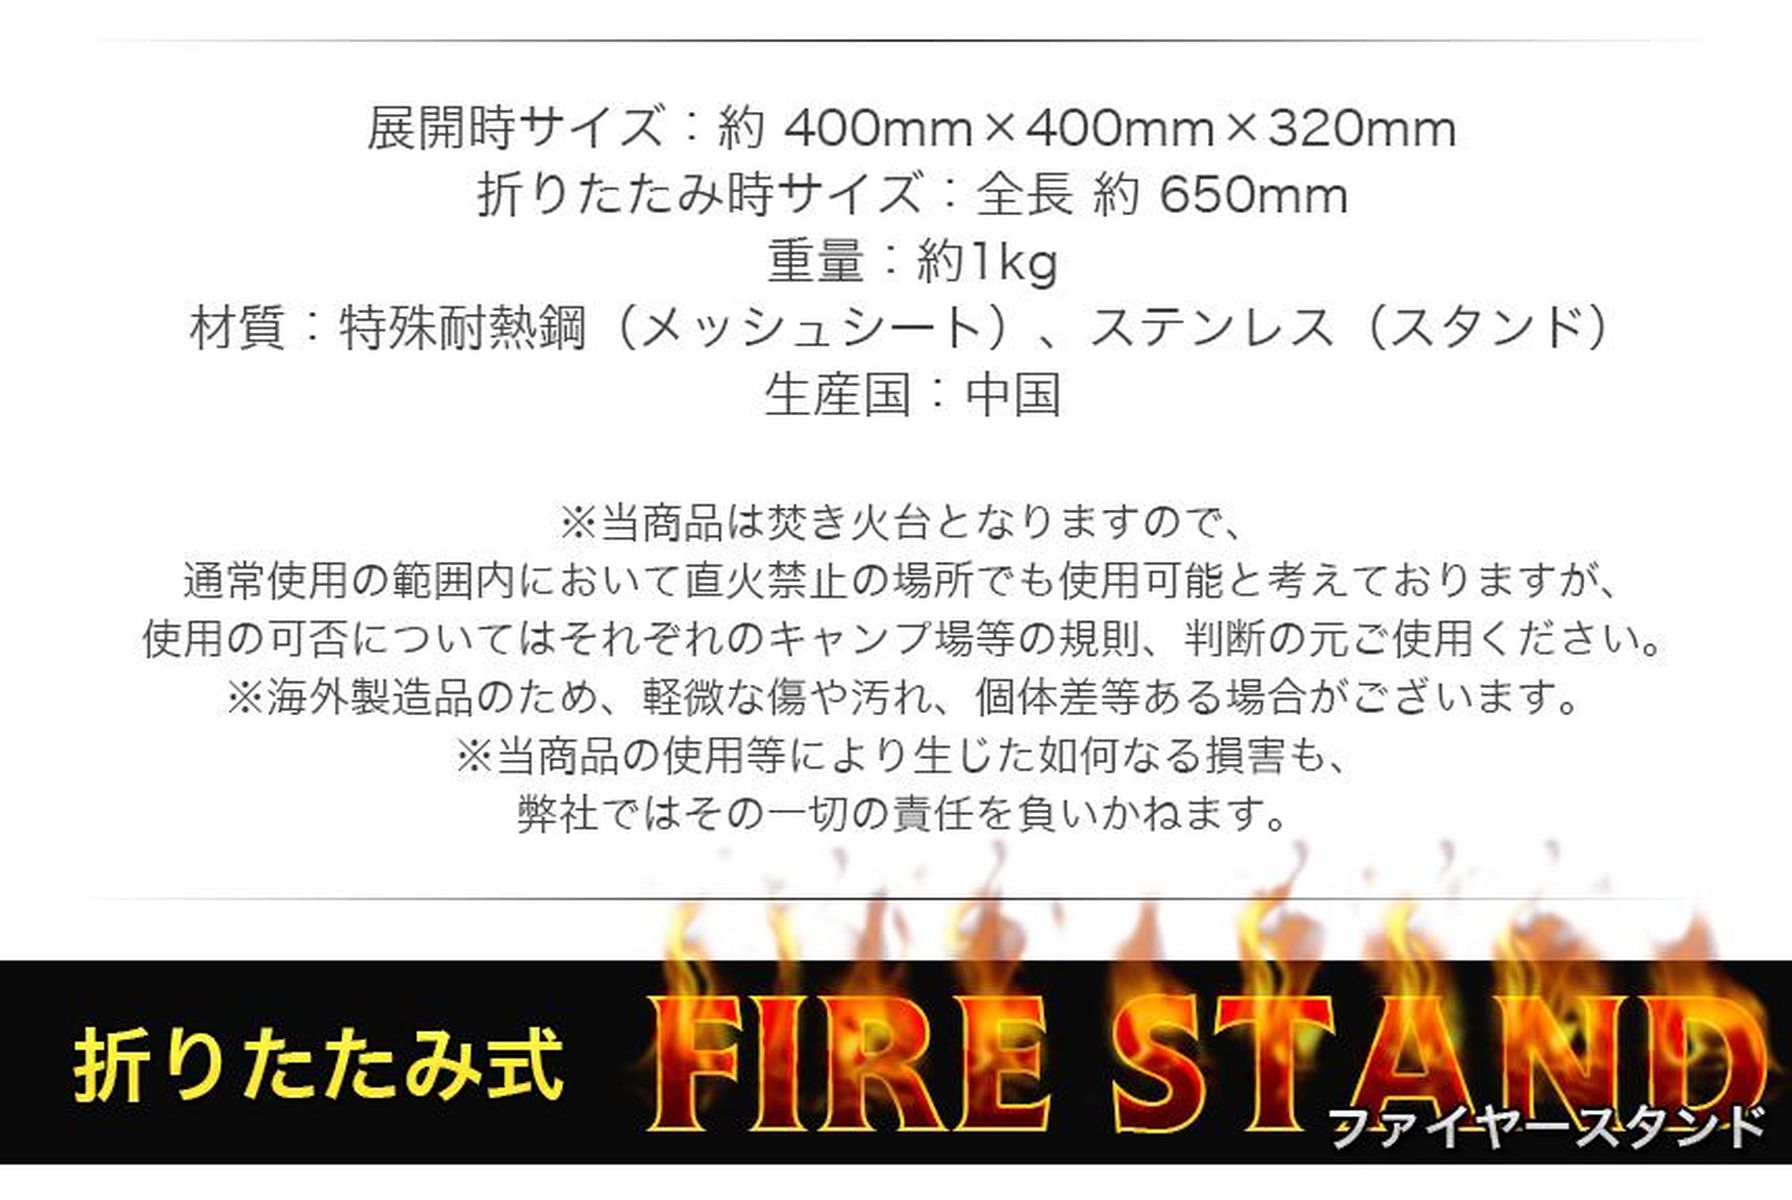 展開時サイズ：約 400mm×400mm×320mm
折りたたみ時サイズ：全長 約 650mm
重量：約1kg
材質：特殊耐熱鋼（メッシュシート）、ステンレス（スタンド）
生産国：中国
※当商品は焚き火台となりますので、
通常使用の範囲内において直火禁止の場所でも使用可能と考えておりますが、
使用の可否についてはそれぞれのキャンプ場等の規則、判断の元ご使用ください。
※海外製造品のため、軽微な傷や汚れ、個体差等ある場合がございます。
※当商品の使用等により生じた如何なる損害も、
弊社ではその一切の責任を負いかねます。
折りたたみ式 FIRE STAND
ファイヤースタンド